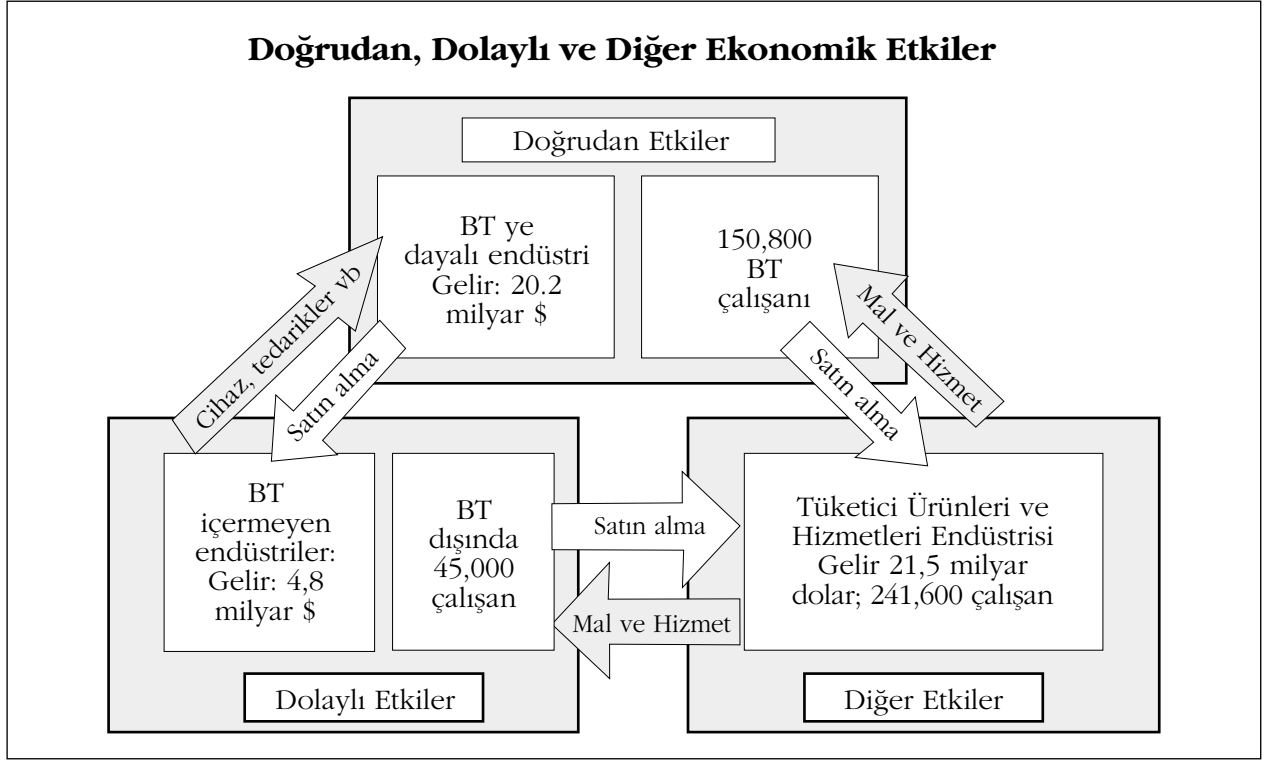 Doğrudan, Dolaylı ve Diğer Ekonomik Etkiler
Doğrudan Etkiler
BT ye
dayalı endüstri
Gelir: 20.2
milyar $
150,800
BT
çalışanı
Cihaz, tedarikler vb
Satın alma
Satın alma
Mal ve Hizmet
BT
içermeyen
endüstriler:
Gelir: 4,8
milyar $
BT
dışında
45,000
çalışan
Satın alma
Mal ve Hizmet
Tüketici Ürünleri ve
Hizmetleri Endüstrisi
Gelir 21,5 milyar
dolar; 241,600 çalışan
Dolaylı Etkiler
Diğer Etkiler